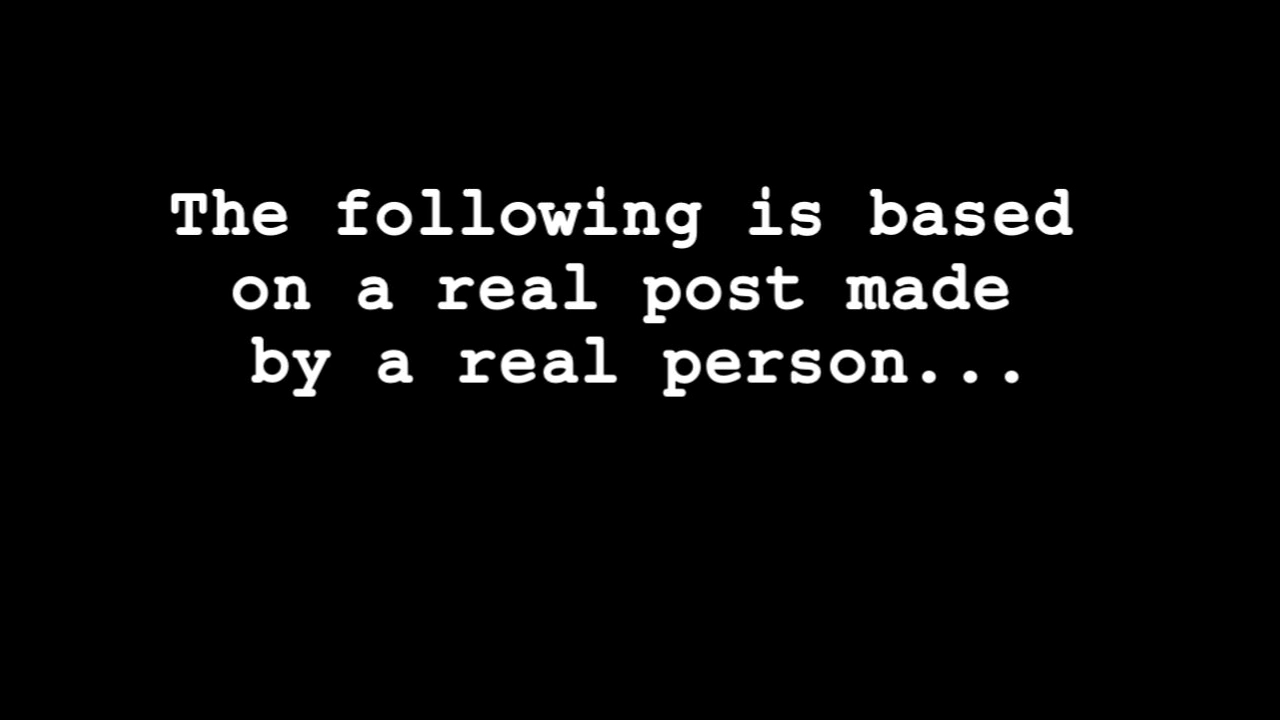 The following is based
on a real post made
by a real person...